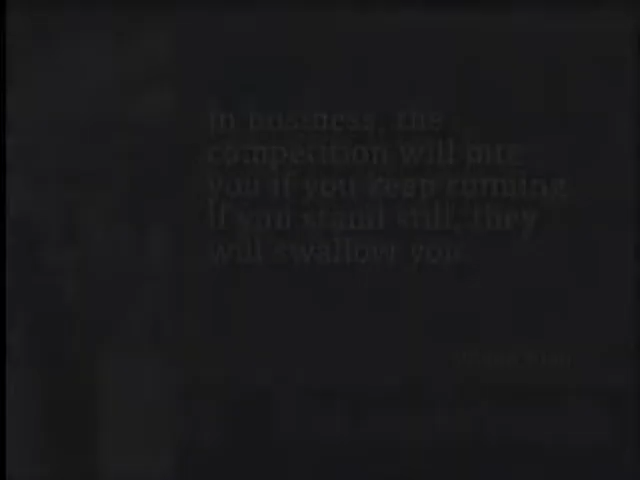 In business, the
competition will bite
you if you keep running.
If you stand still, they
will swallow you.